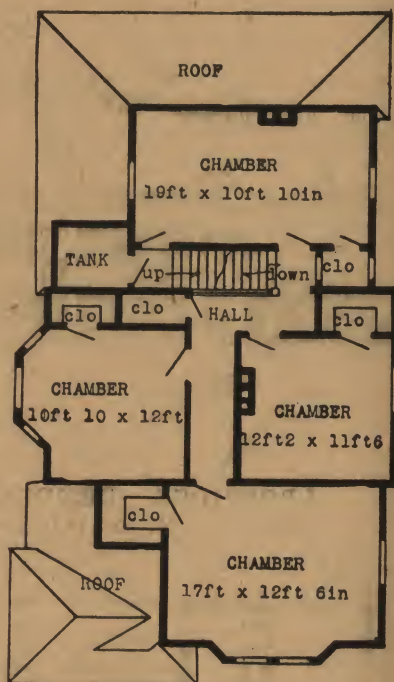 ROOF
CHAMBER
19ft x 10ft 10in
TANK
up
down
clo
clo
clo
HALL
clo
CHAMBER
10ft 10 x 12ft
CHAMBER
12ft2 x 11ft6
clo
CHAMBER
17ft x 12ft 6in
ROOF